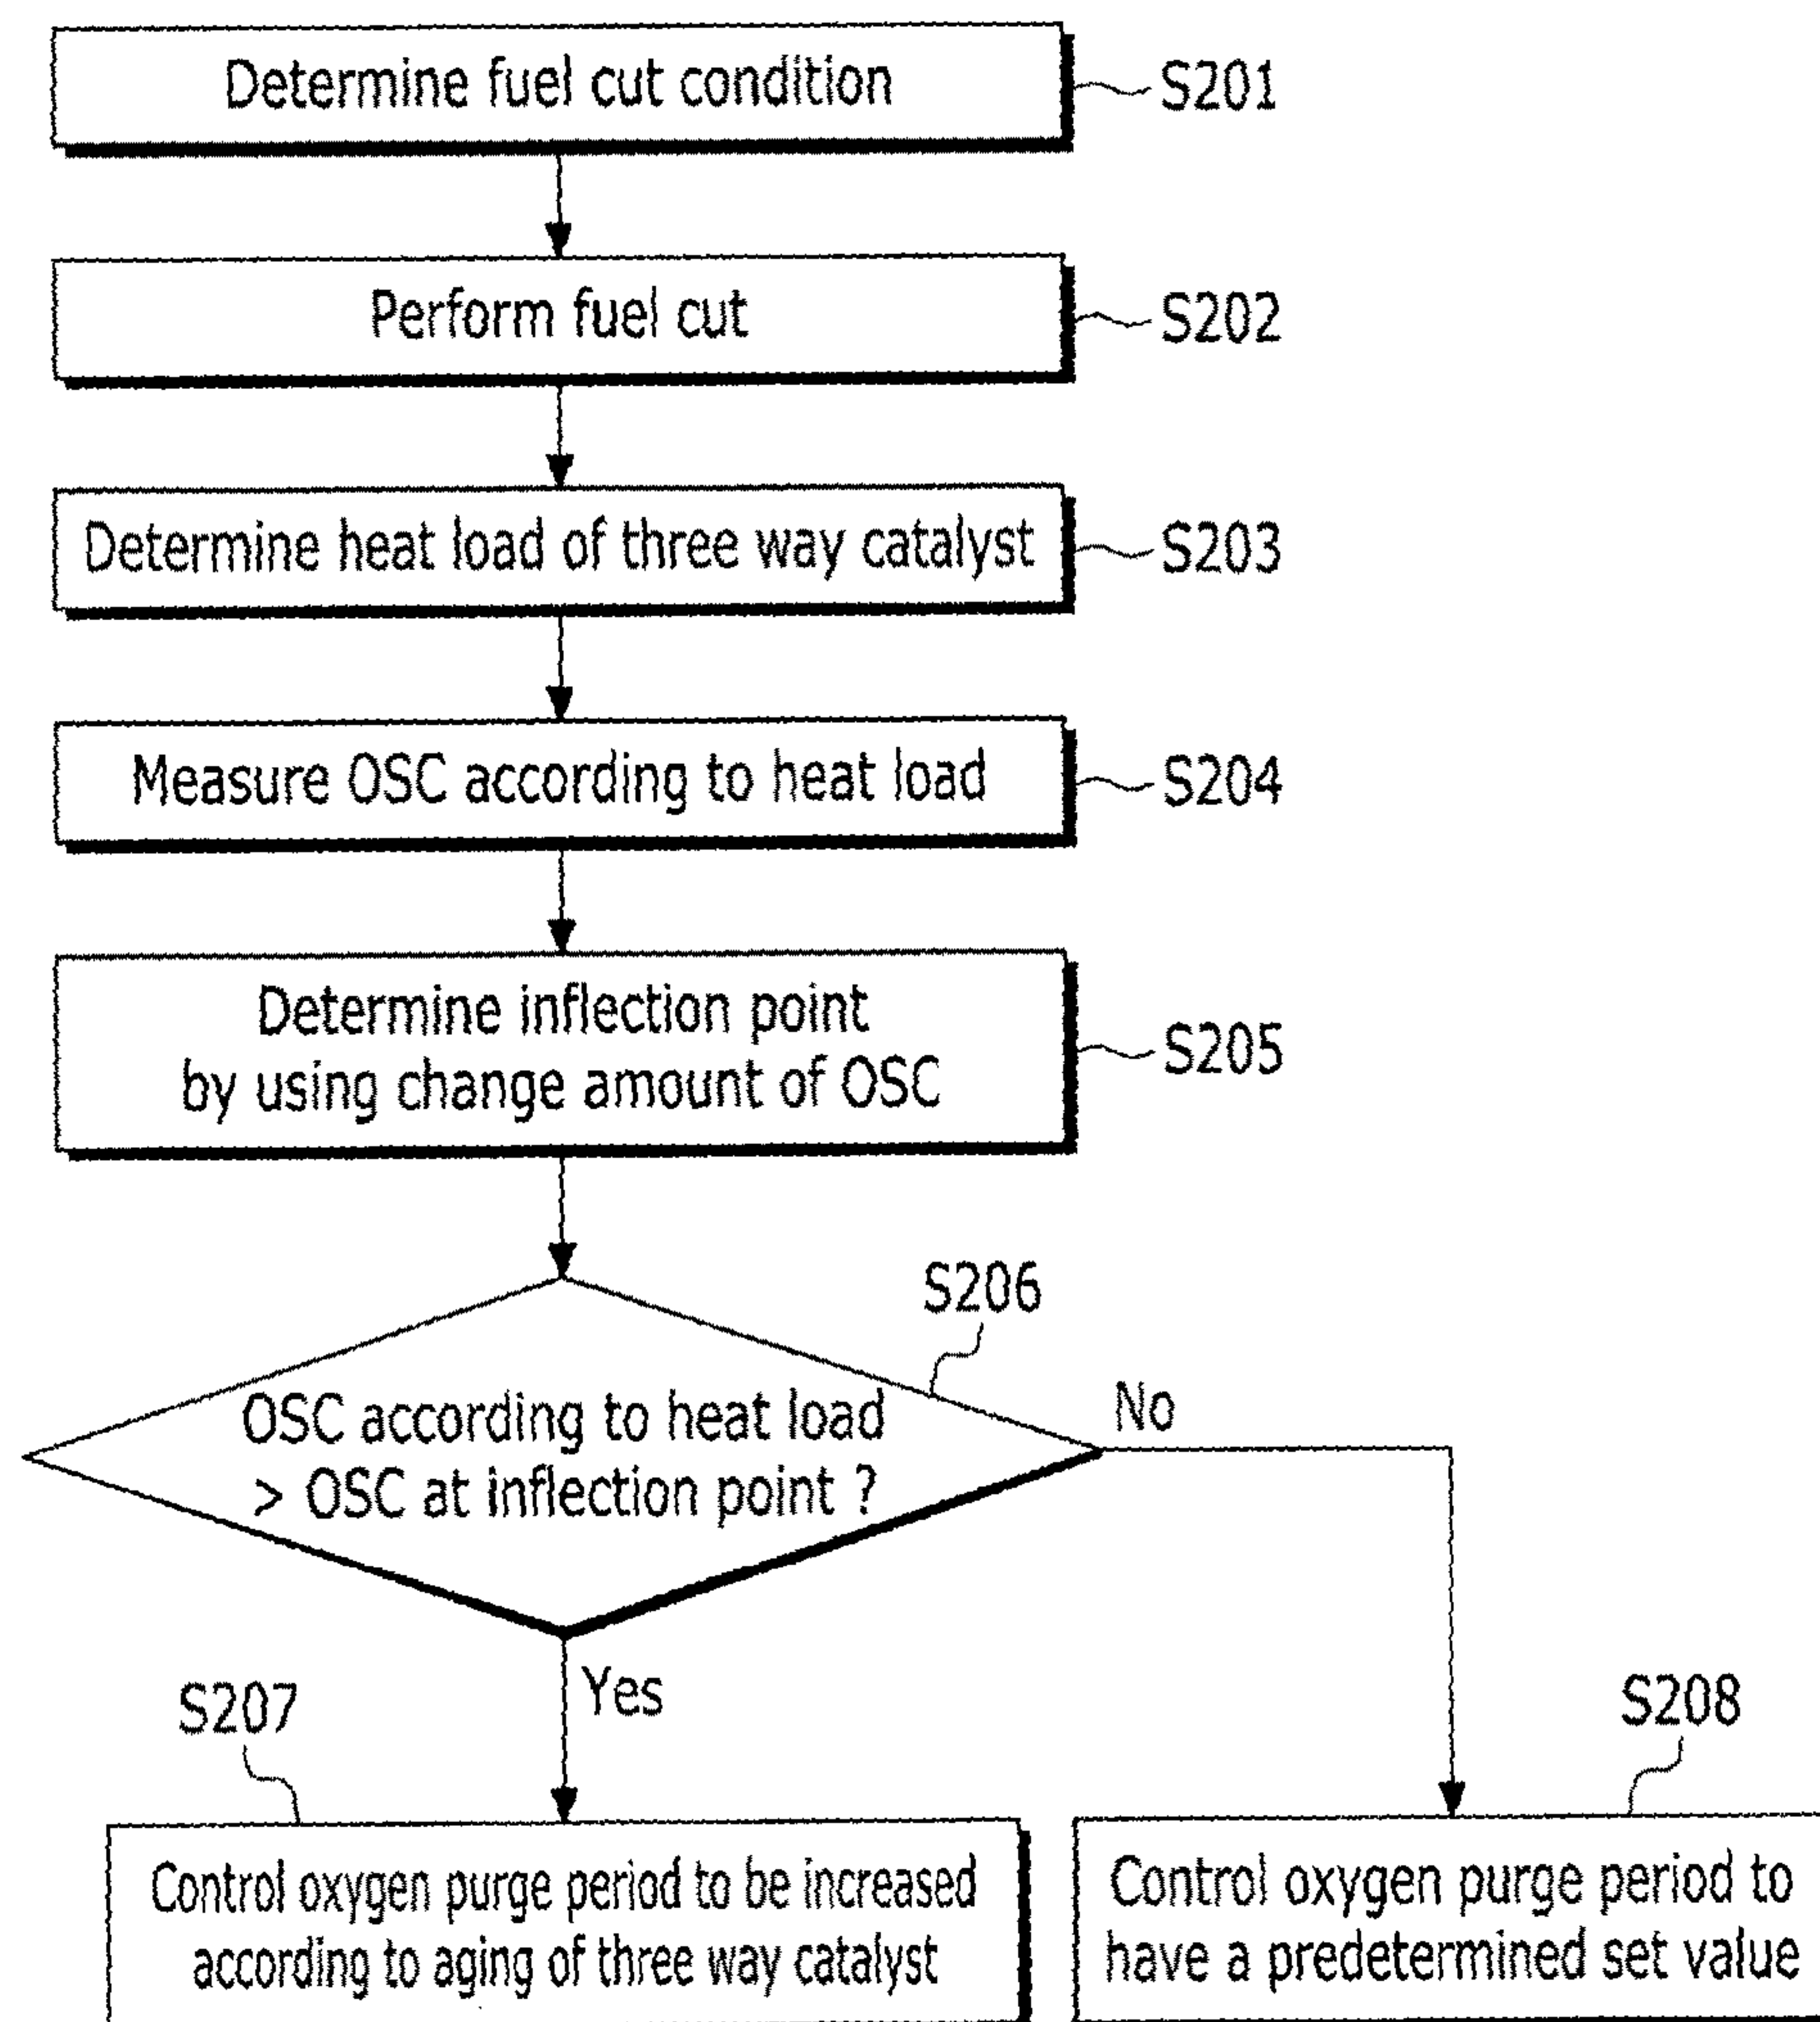 Determine fuel cut condition
S201
Perform fuel cut
S202
Determine heat load of three way catalyst
S203
Measure OSC according to heat load
S204
Determine inflection point
by using change amount of OSC
S205
S206
OSC according to heat load
> OSC at inflection point ?
No
Yes
S207
Control oxygen purge period to be increased
according to aging of three way catalyst
S208
Control oxygen purge period to
have a predetermined set value